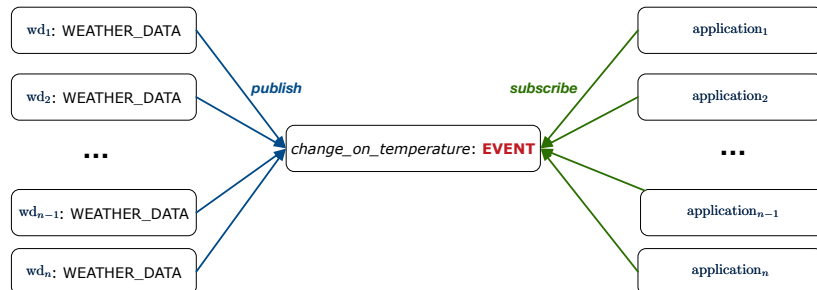 wd₁: WEATHER_DATA
application₁
publish
subscribe
wd₂: WEATHER_DATA
application₂
...
...
change_on_temperature: EVENT
wdₙ₋₁: WEATHER_DATA
applicationₙ₋₁
wdₙ: WEATHER_DATA
applicationₙ